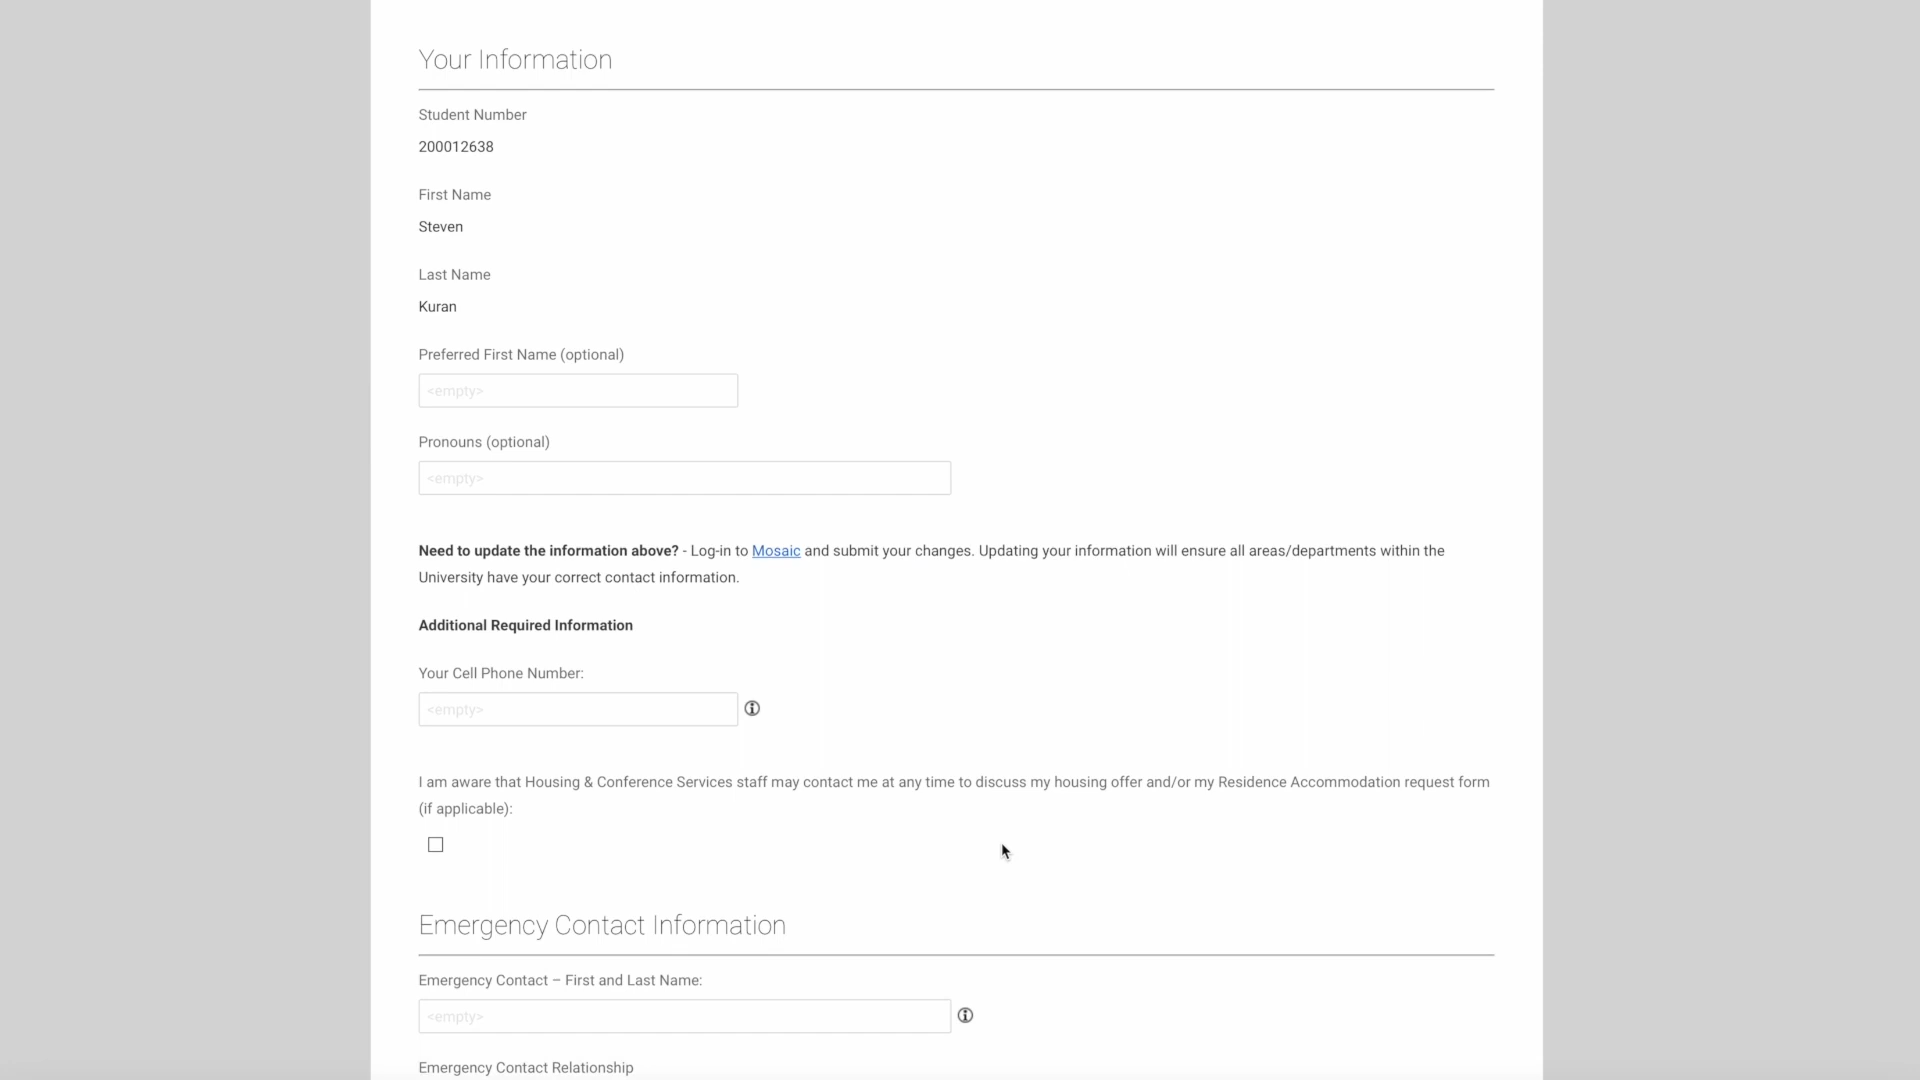 Your Information
Student Number
200012638
First Name
Steven
Last Name
Kuran
Preferred First Name (optional)
<empty>
Pronouns (optional)
<empty>
Need to update the information above? - Log-in to Mosaic and submit your changes. Updating your information will ensure all areas/departments within the
University have your correct contact information.
Additional Required Information
Your Cell Phone Number:
<empty>
I am aware that Housing & Conference Services staff may contact me at any time to discuss my housing offer and/or my Residence Accommodation request form
(if applicable):
Emergency Contact Information
Emergency Contact – First and Last Name:
<empty>
Emergency Contact Relationship